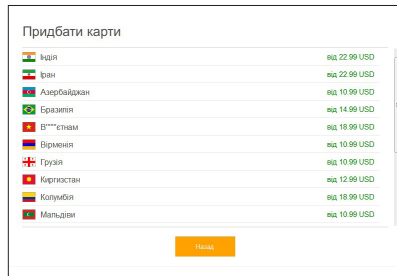 Придбати карти
Індія від 22.99 USD
Іран від 22.99 USD
Азербайджан від 10.99 USD
Бразилія від 14.99 USD
В'''''єтнам від 18.99 USD
Вірменія від 10.99 USD
Грузія від 10.99 USD
Киргизстан від 12.99 USD
Колумбія від 18.99 USD
Мальдіви від 10.99 USD
Назад